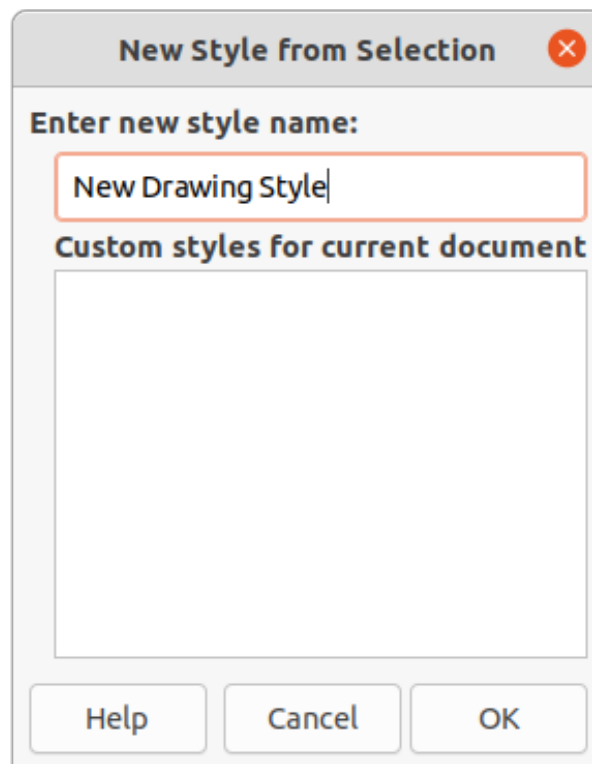 New Style from Selection
Enter new style name:
New Drawing Style
Custom styles for current document
Help Cancel OK